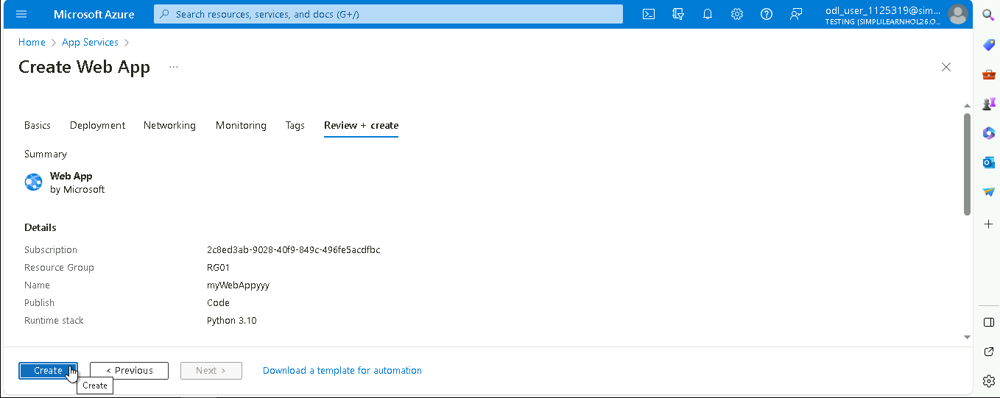 Microsoft Azure
Search resources, services, and docs (G+/)
odl_user_1125319@sim...
TESTING (SIMPLILEARNHOL26.O...
Home > App Services >
Create Web App ...
Basics Deployment Networking Monitoring Tags Review + create
Summary
Web App
by Microsoft
Details
Subscription 2c8ed3ab-9028-40f9-849c-496fe5acdfbc
Resource Group RG01
Name myWebAppyyy
Publish Code
Runtime stack Python 3.10
Create < Previous Next > Download a template for automation
Create